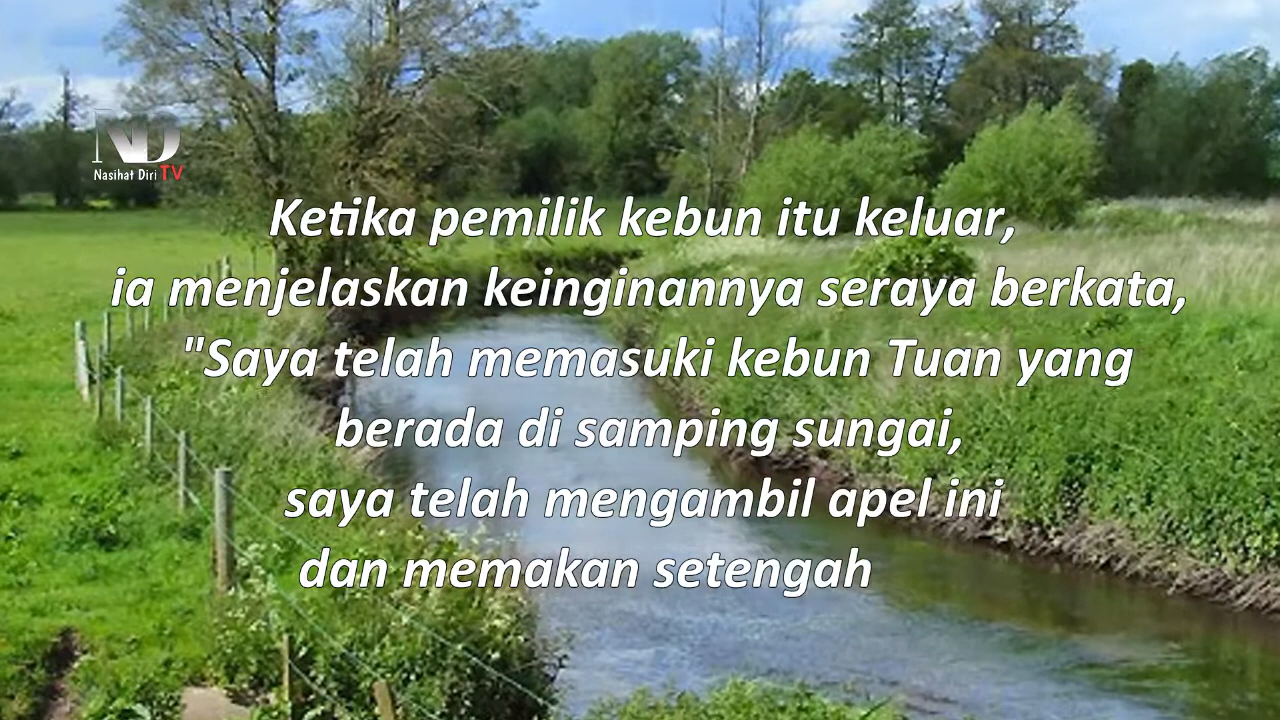 ND
Nasihat Diri TV
Ketika pemilik kebun itu keluar,
ia menjelaskan keinginannya seraya berkata,
"Saya telah memasuki kebun Tuan yang
berada di samping sungai,
saya telah mengambil apel ini
dan memakan setengah